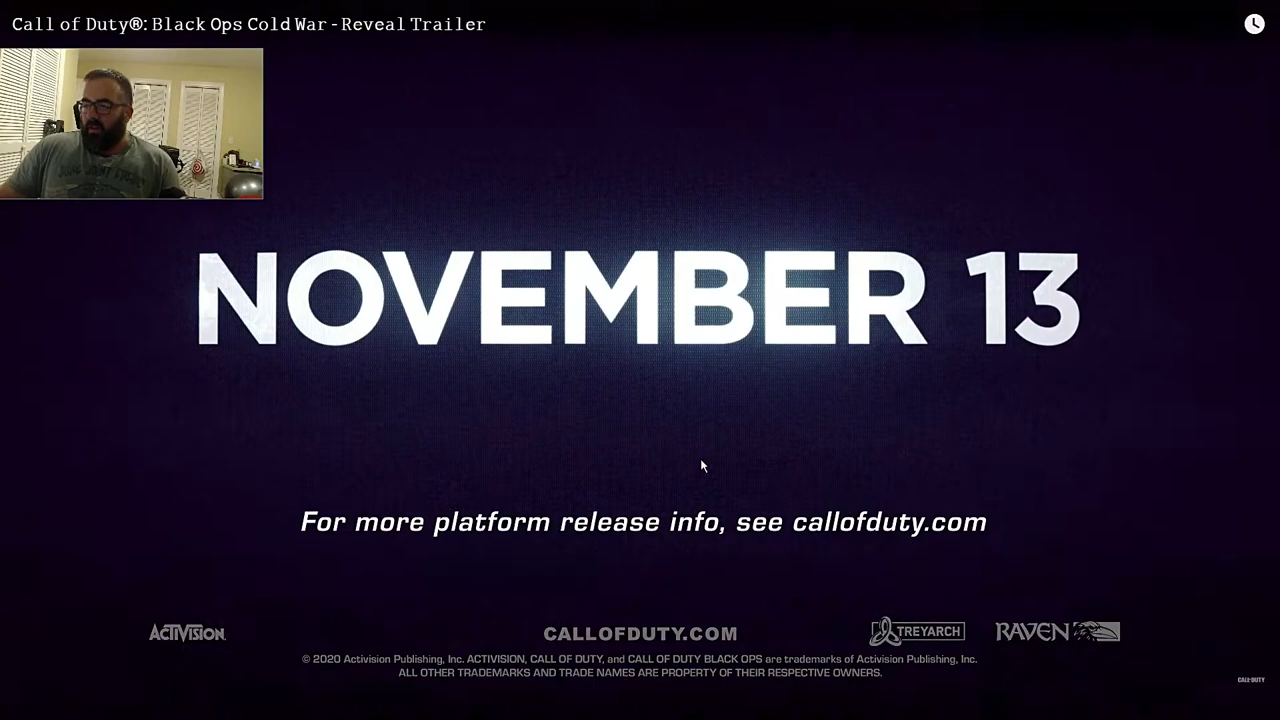 Call of Duty®: Black Ops Cold War - Reveal Trailer
NOVEMBER 13
For more platform release info, see callofduty.com
ACTIVISION
CALLOFDUTY.COM
TREYARCH
RAVEN
© 2020 Activision Publishing, Inc. ACTIVISION, CALL OF DUTY, and CALL OF DUTY BLACK OPS are trademarks of Activision Publishing, Inc.
ALL OTHER TRADEMARKS AND TRADE NAMES ARE PROPERTY OF THEIR RESPECTIVE OWNERS.
CALL·DUTY